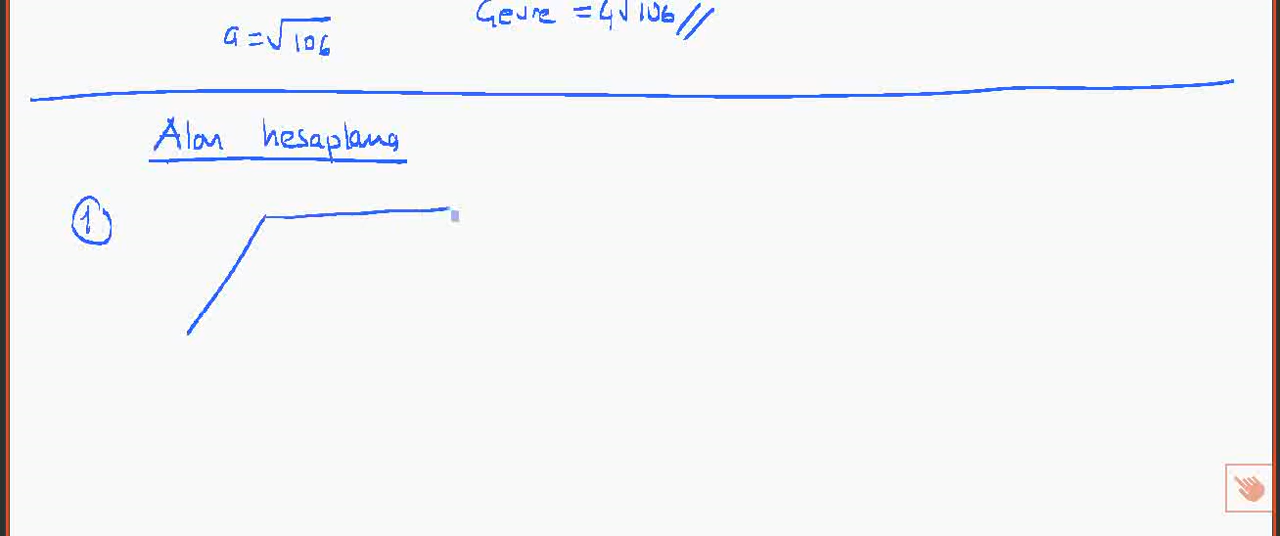 Çevre = 4√106 //
a = √106
Alan hesaplama
1